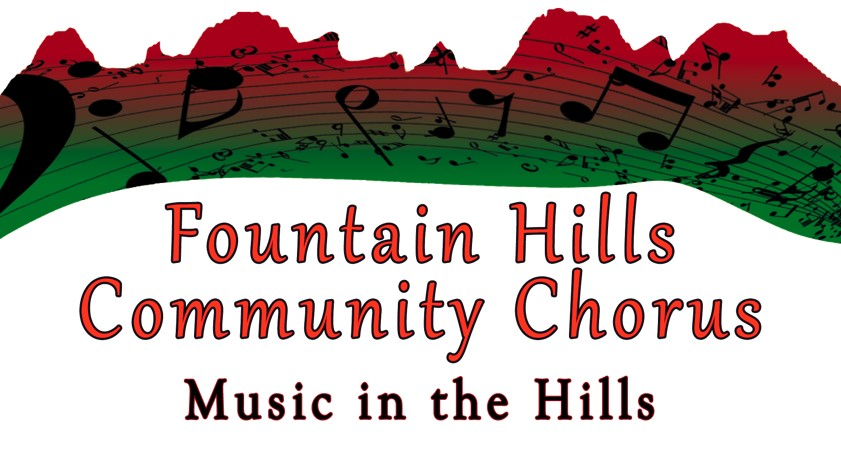 Fountain Hills
Community Chorus
Music in the Hills